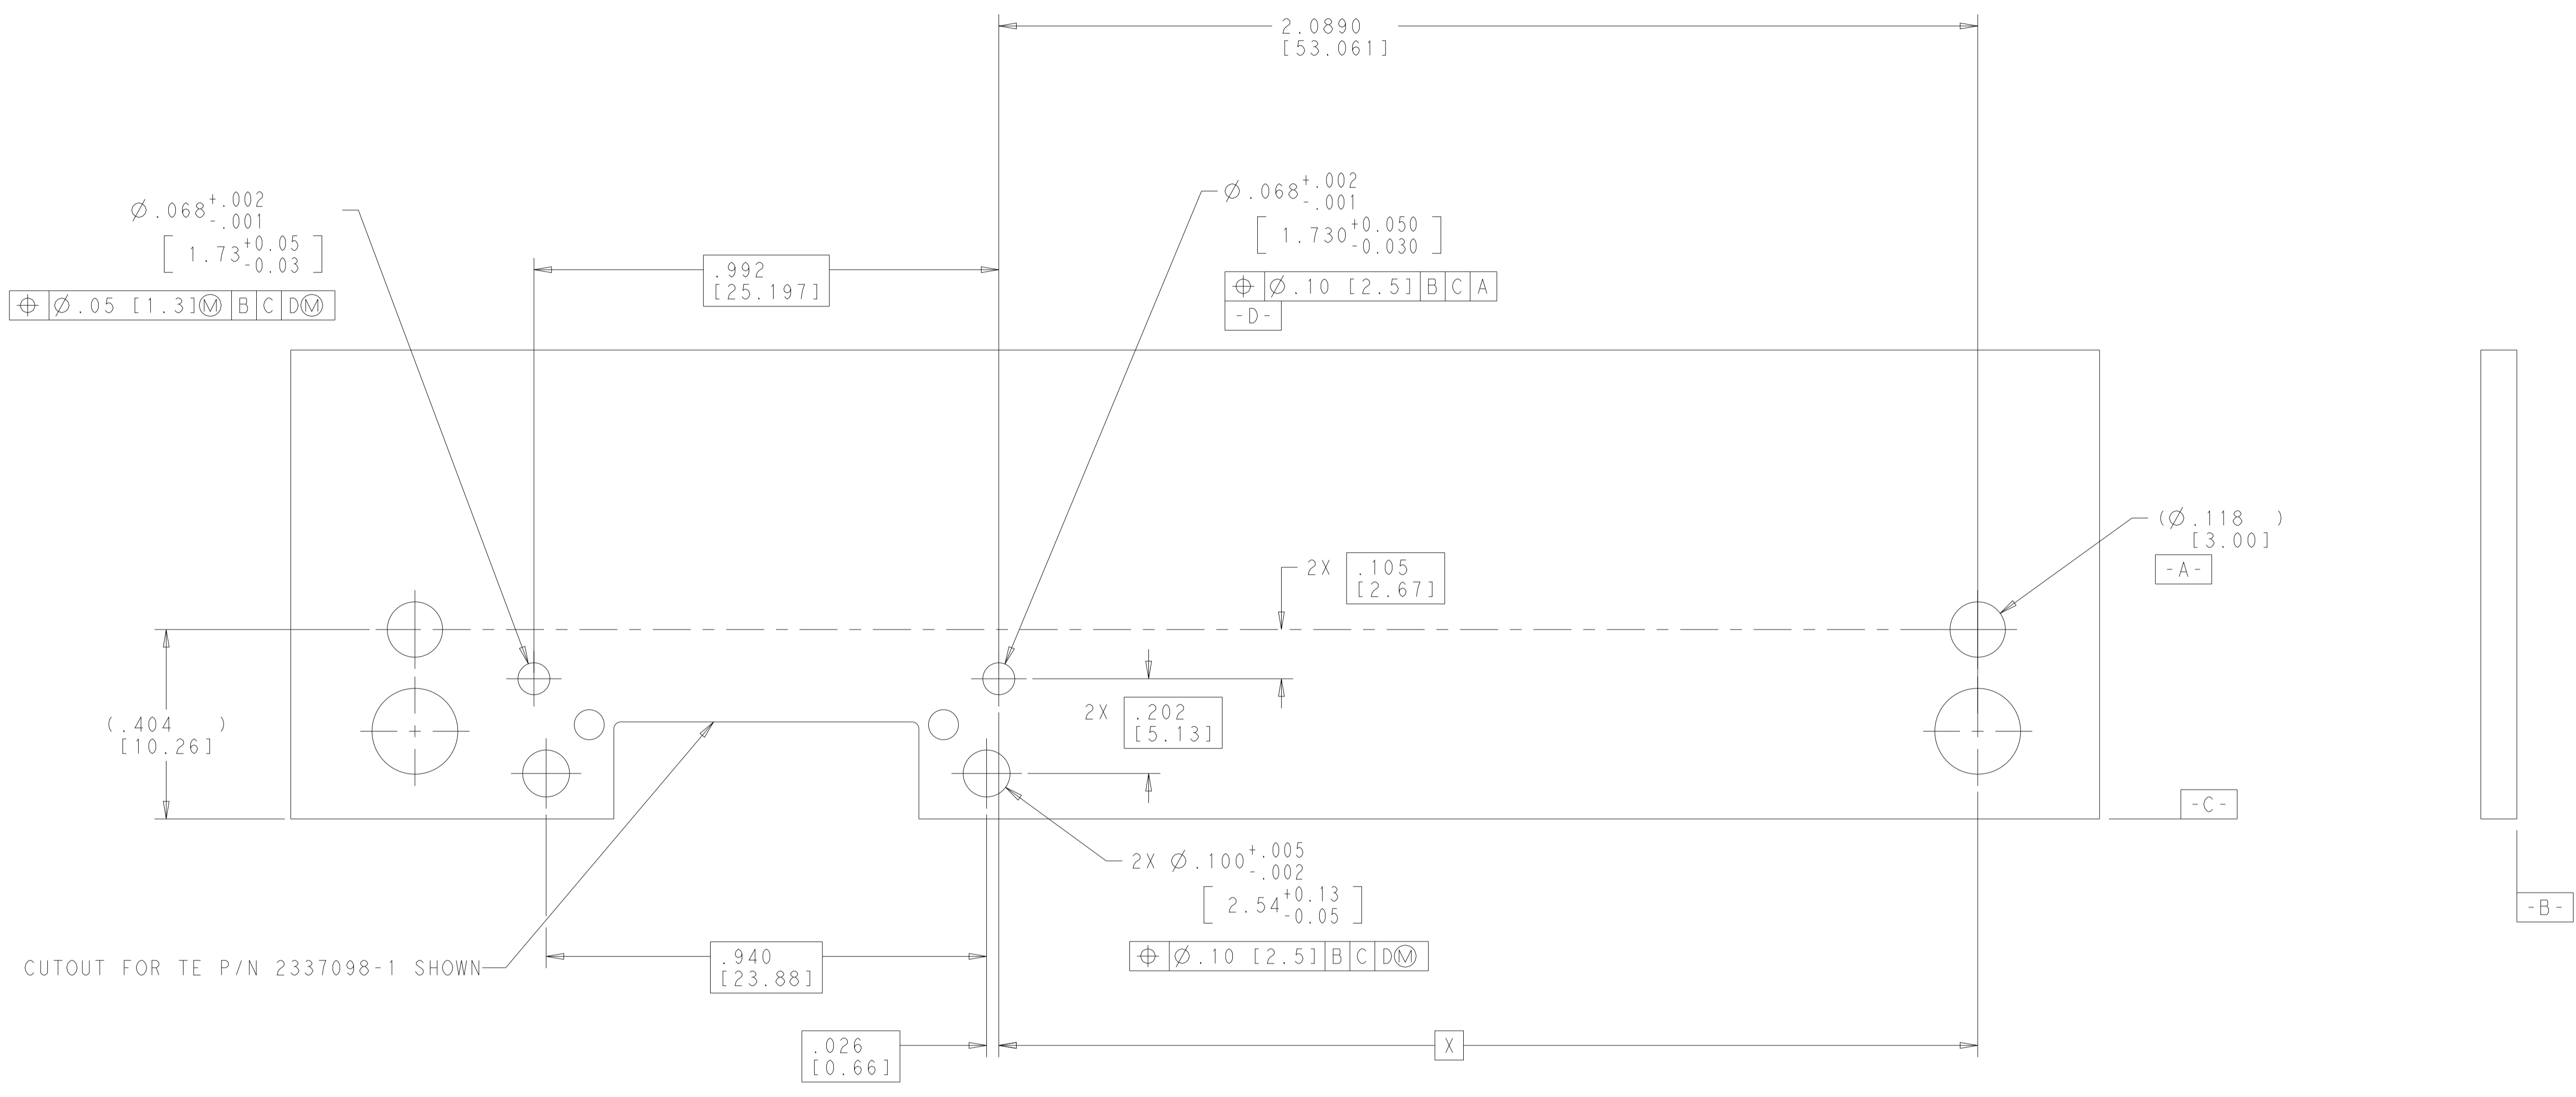 2.0890
[53.061]
Ø.068 +.002
-.001
[1.73 +0.05
-0.03]
⌖ Ø.05 [1.3]Ⓜ B C DⓂ
.992
[25.197]
Ø.068 +.002
-.001
[1.730 +0.050
-0.030]
⌖ Ø.10 [2.5] B C A
-D-
(Ø.118 )
[3.00]
-A-
2X .105
[2.67]
2X .202
[5.13]
(.404 )
[10.26]
-C-
-B-
2X Ø.100 +.005
-.002
[2.54 +0.13
-0.05]
⌖ Ø.10 [2.5] B C DⓂ
CUTOUT FOR TE P/N 2337098-1 SHOWN
.940
[23.88]
.026
[0.66]
X